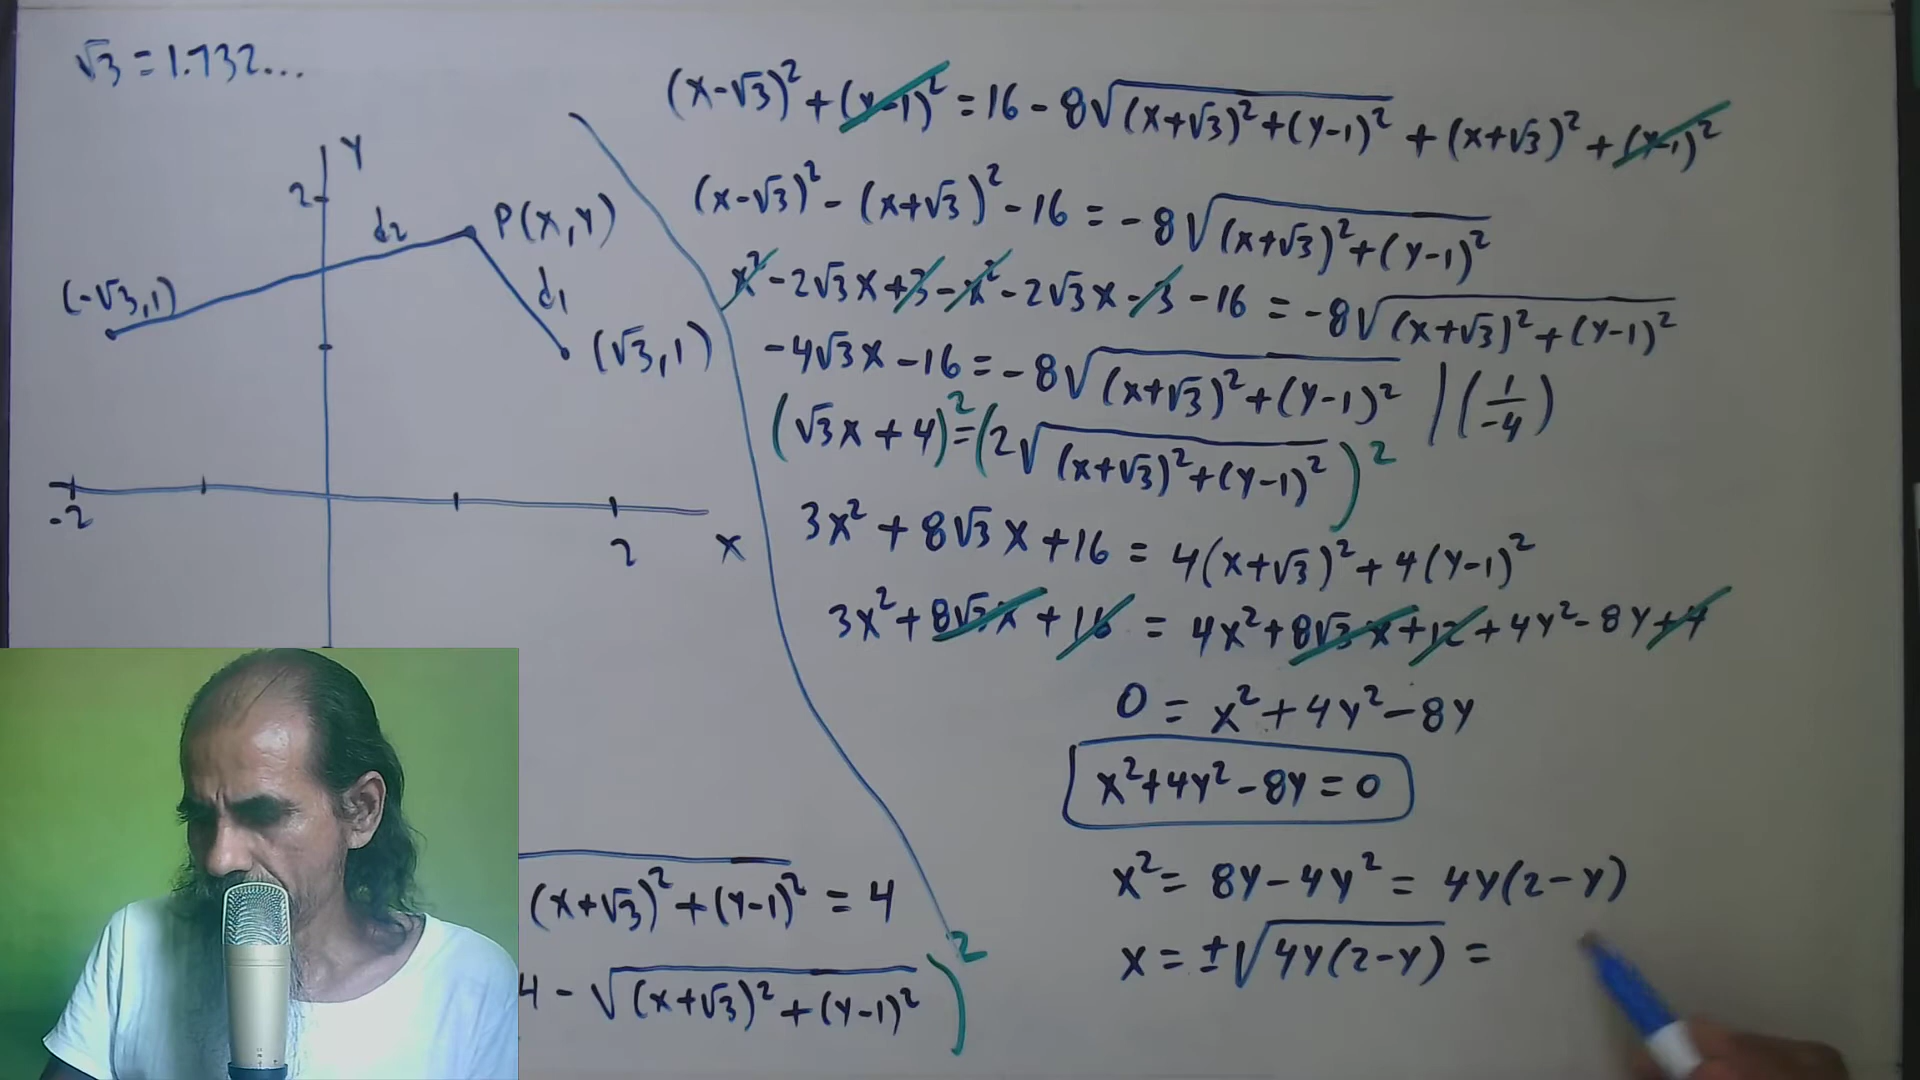 √3 = 1.732...
Y
2
d2
P(x,y)
(-√3,1)
d1
(√3,1)
-2
2
x
(x+√3)²+(y-1)² = 4
4 - √(x+√3)²+(y-1)² )²
(x-√3)²+(y-1)² = 16 - 8√(x+√3)²+(y-1)² + (x+√3)² + (y-1)²
(x-√3)² - (x+√3)² - 16 = -8√(x+√3)²+(y-1)²
x² - 2√3x + 3 - x² - 2√3x - 3 - 16 = -8√(x+√3)²+(y-1)²
-4√3x - 16 = -8√(x+√3)²+(y-1)² | (1/-4)
(√3x + 4)² = (2√(x+√3)²+(y-1)² )²
3x² + 8√3x + 16 = 4(x+√3)² + 4(y-1)²
3x² + 8√3x + 16 = 4x² + 8√3x + 12 + 4y² - 8y + 4
0 = x² + 4y² - 8y
x² + 4y² - 8y = 0
x² = 8y - 4y² = 4y(2-y)
x = ±√4y(2-y) =